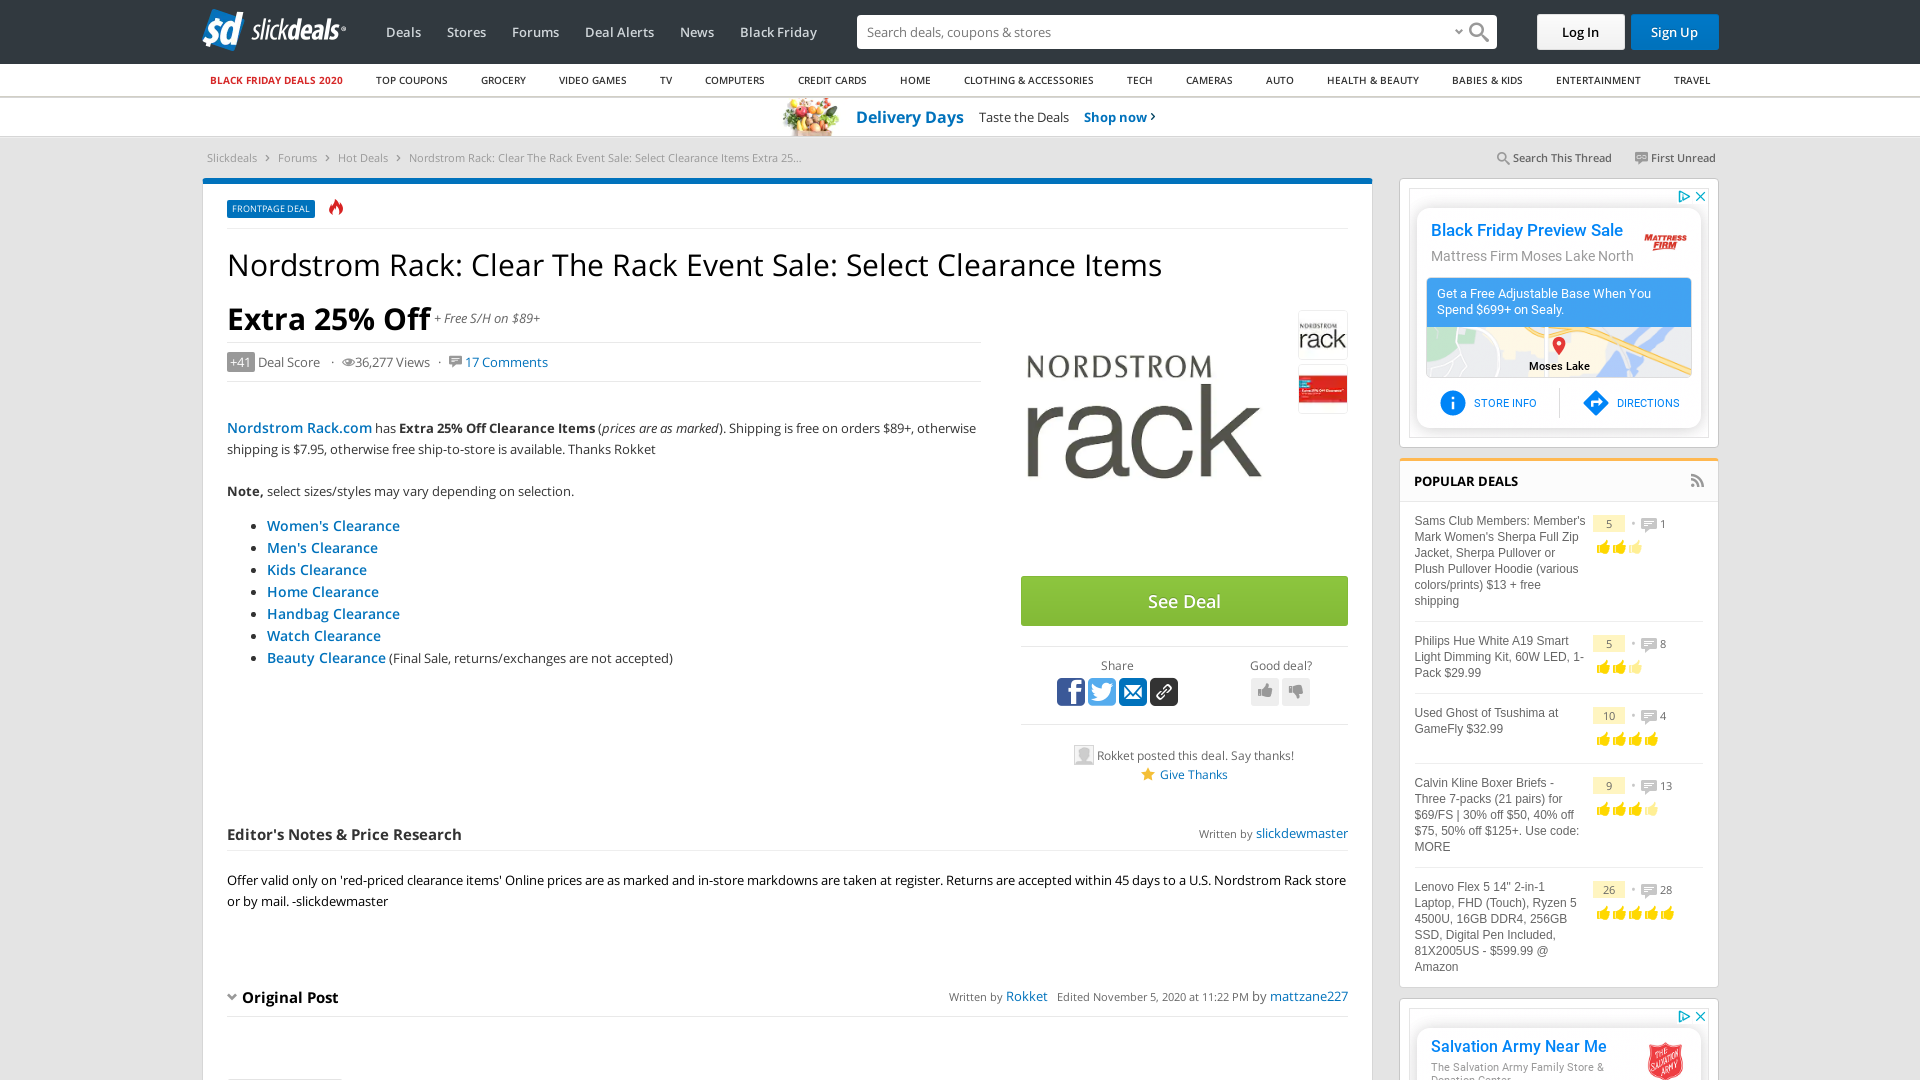 slickdeals
Deals
Stores
Forums
Deal Alerts
News
Black Friday
Search deals, coupons & stores
Log In
Sign Up
BLACK FRIDAY DEALS 2020
TOP COUPONS
GROCERY
VIDEO GAMES
TV
COMPUTERS
CREDIT CARDS
HOME
CLOTHING & ACCESSORIES
TECH
CAMERAS
AUTO
HEALTH & BEAUTY
BABIES & KIDS
ENTERTAINMENT
TRAVEL
Delivery Days Taste the Deals Shop now
Slickdeals
Forums
Hot Deals
Nordstrom Rack: Clear The Rack Event Sale: Select Clearance Items Extra 25...
Search This Thread
First Unread
FRONTPAGE DEAL
Nordstrom Rack: Clear The Rack Event Sale: Select Clearance Items
Extra 25% Off + Free S/H on $89+
+41 Deal Score · 36,277 Views · 17 Comments
Nordstrom Rack.com has Extra 25% Off Clearance Items (prices are as marked). Shipping is free on orders $89+, otherwise
shipping is $7.95, otherwise free ship-to-store is available. Thanks Rokket
Note, select sizes/styles may vary depending on selection.
Women's Clearance
Men's Clearance
Kids Clearance
Home Clearance
Handbag Clearance
Watch Clearance
Beauty Clearance (Final Sale, returns/exchanges are not accepted)
NORDSTROM
rack
NORDSTROM
rack
See Deal
Share
Good deal?
Rokket posted this deal. Say thanks!
Give Thanks
Editor's Notes & Price Research
Written by slickdewmaster
Offer valid only on 'red-priced clearance items' Online prices are as marked and in-store markdowns are taken at register. Returns are accepted within 45 days to a U.S. Nordstrom Rack store
or by mail. -slickdewmaster
Original Post
Written by Rokket Edited November 5, 2020 at 11:22 PM by mattzane227
Black Friday Preview Sale
Mattress Firm Moses Lake North
MATTRESS
FIRM
Get a Free Adjustable Base When You
Spend $699+ on Sealy.
Moses Lake
STORE INFO
DIRECTIONS
POPULAR DEALS
Sams Club Members: Member's
Mark Women's Sherpa Full Zip
Jacket, Sherpa Pullover or
Plush Pullover Hoodie (various
colors/prints) $13 + free
shipping
5 • 1
Philips Hue White A19 Smart
Light Dimming Kit, 60W LED, 1-
Pack $29.99
5 • 8
Used Ghost of Tsushima at
GameFly $32.99
10 • 4
Calvin Kline Boxer Briefs -
Three 7-packs (21 pairs) for
$69/FS | 30% off $50, 40% off
$75, 50% off $125+. Use code:
MORE
9 • 13
Lenovo Flex 5 14" 2-in-1
Laptop, FHD (Touch), Ryzen 5
4500U, 16GB DDR4, 256GB
SSD, Digital Pen Included,
81X2005US - $599.99 @
Amazon
26 • 28
Salvation Army Near Me
The Salvation Army Family Store &
Donation Center
THE
SALVATION
ARMY